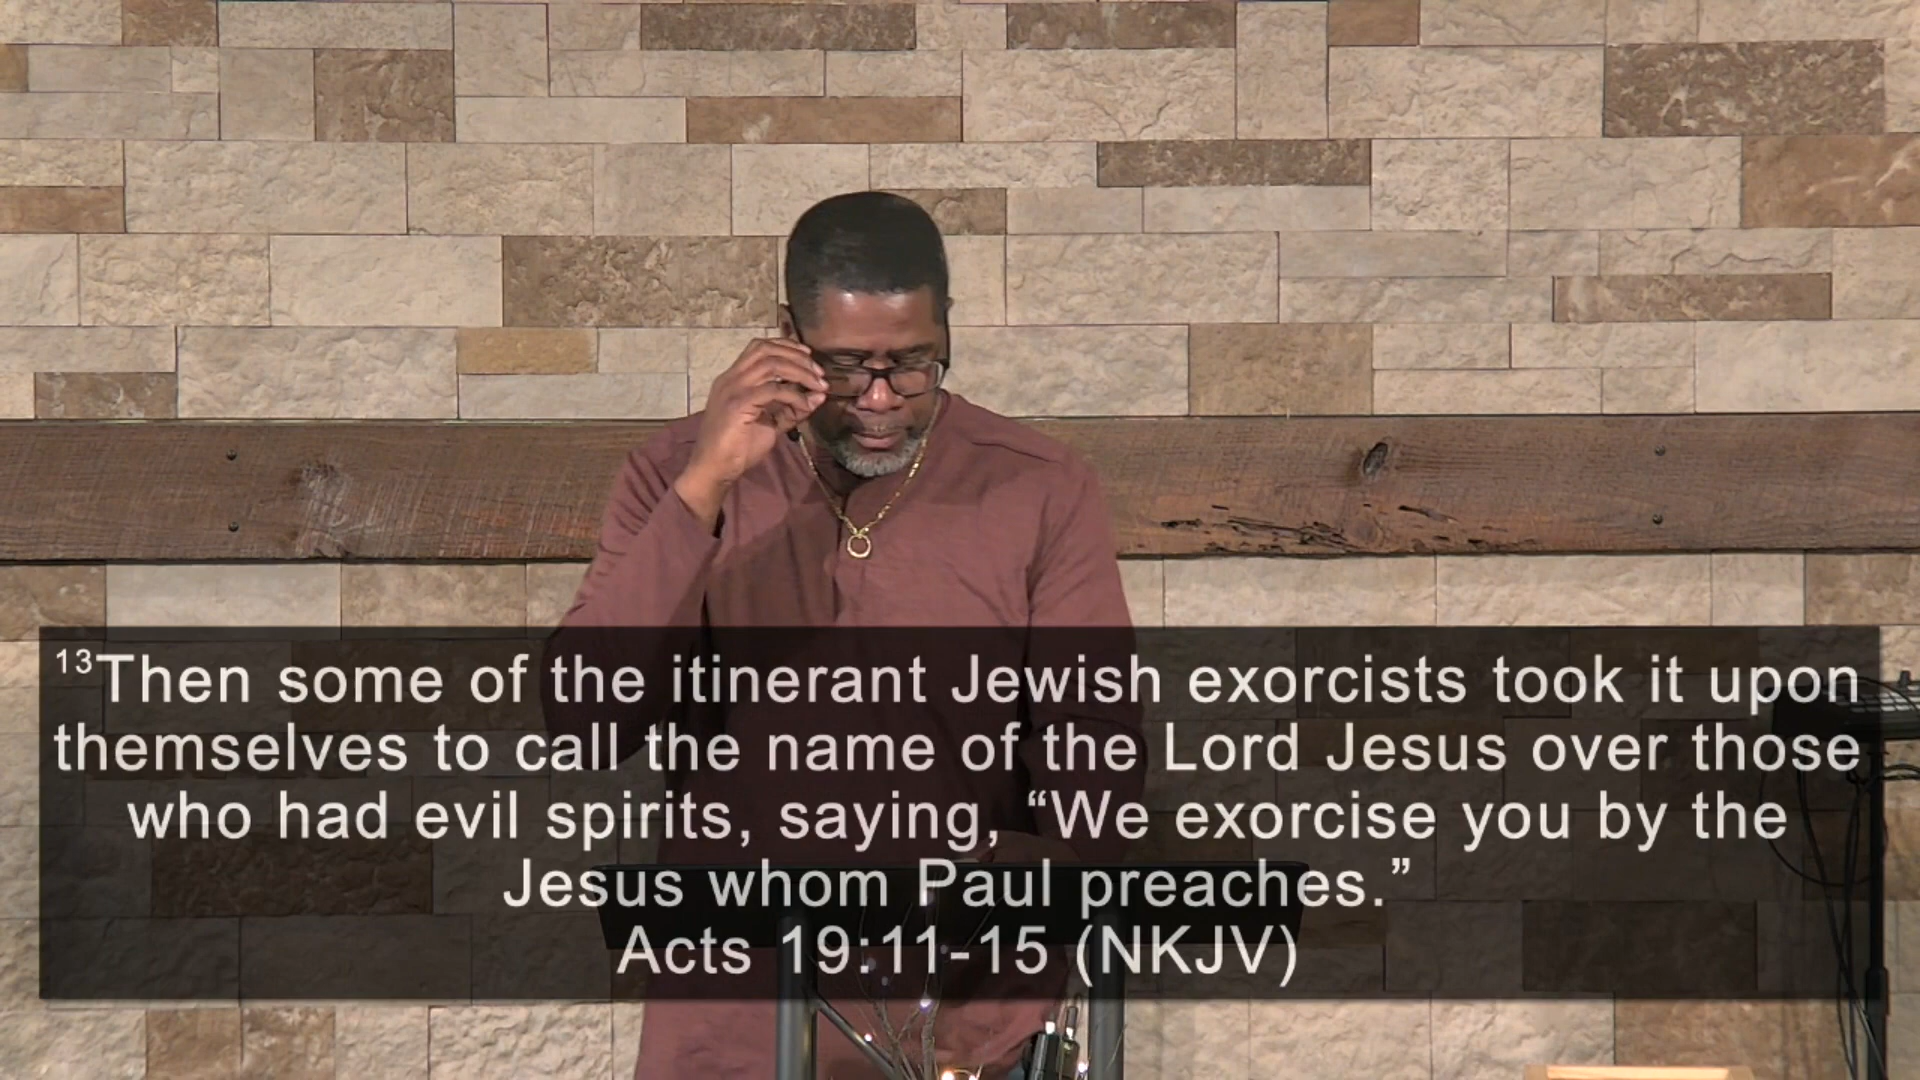 ¹³Then some of the itinerant Jewish exorcists took it upon
themselves to call the name of the Lord Jesus over those
who had evil spirits, saying, “We exorcise you by the
Jesus whom Paul preaches.”
Acts 19:11-15 (NKJV)